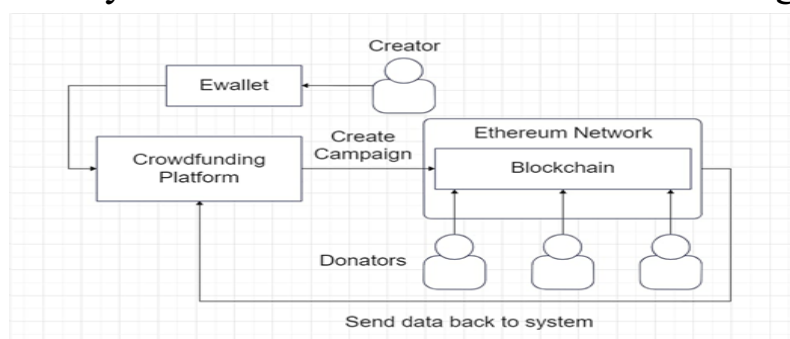 Creator
Ewallet
Create
Campaign
Ethereum Network
Crowdfunding
Platform
Blockchain
Donators
Send data back to system